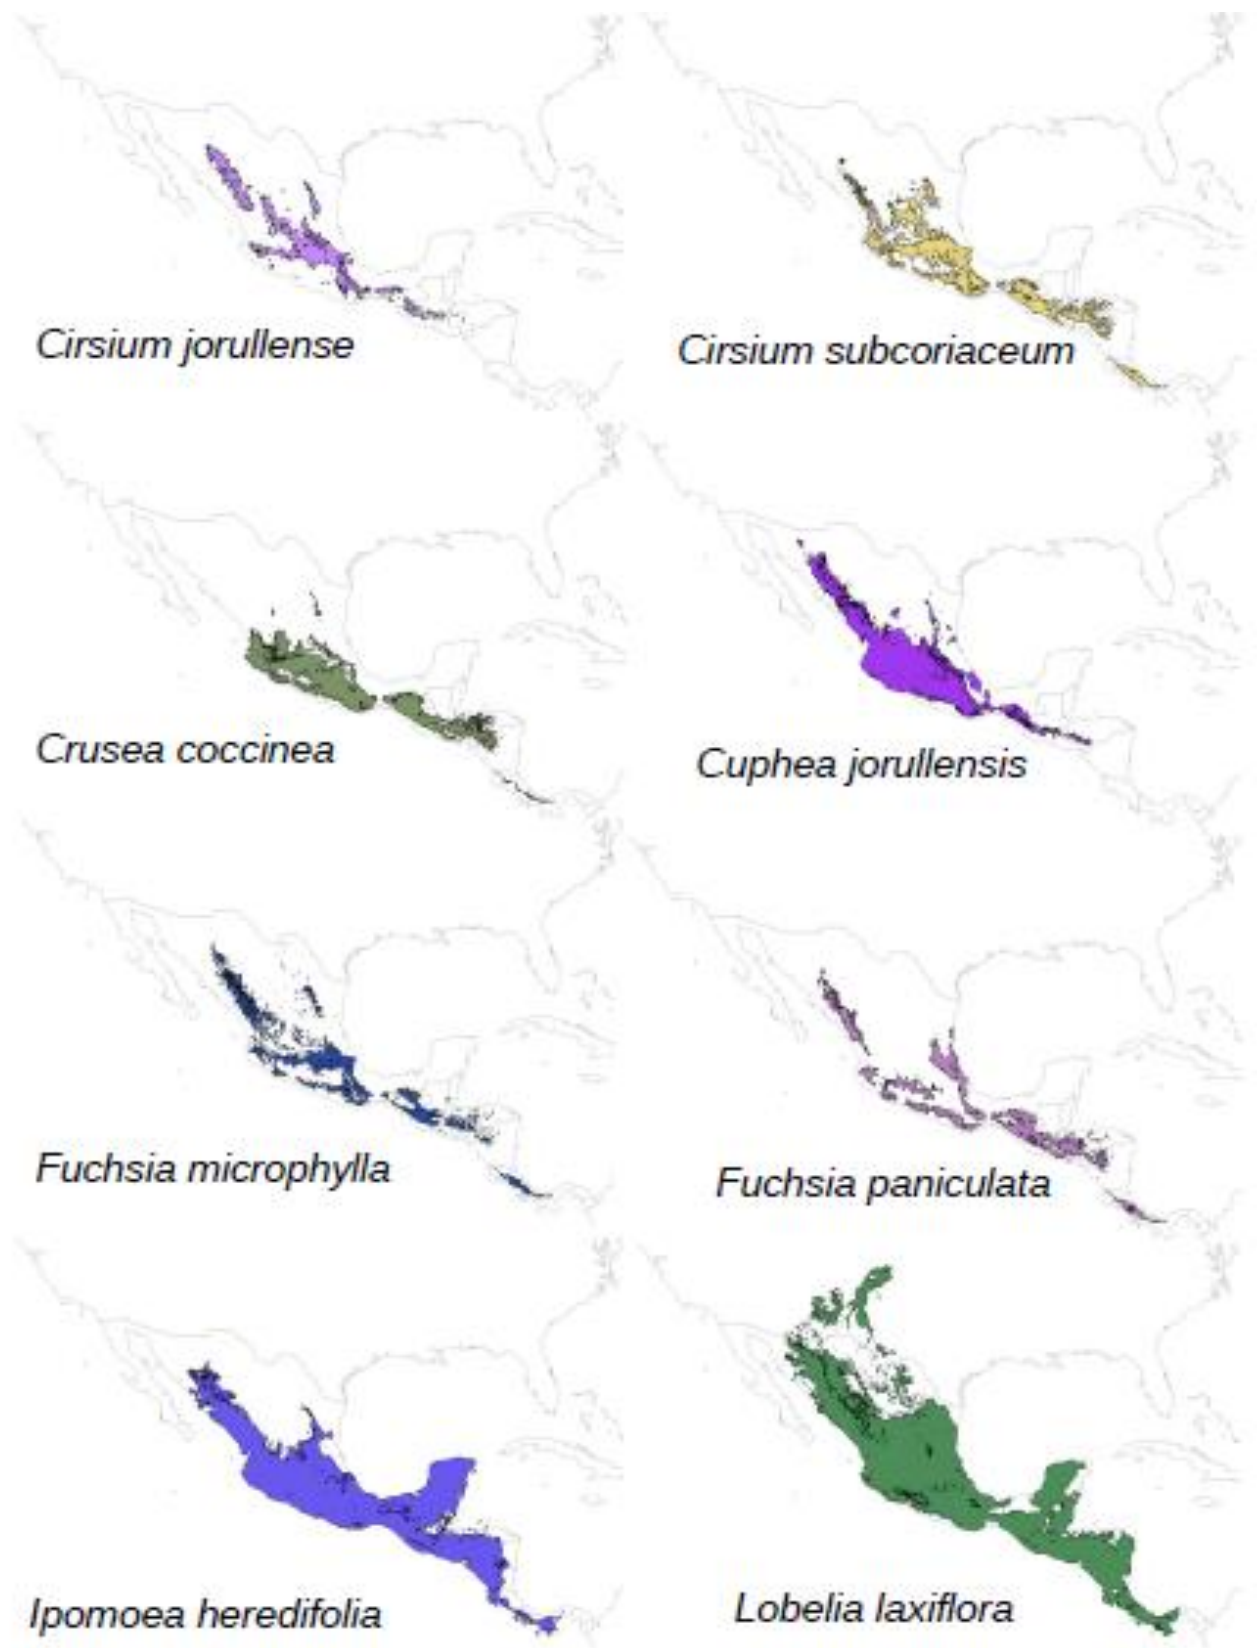 Cirsium jorullense
Cirsium subcoriaceum
Crusea coccinea
Cuphea jorullensis
Fuchsia microphylla
Fuchsia paniculata
Ipomoea heredifolia
Lobelia laxiflora